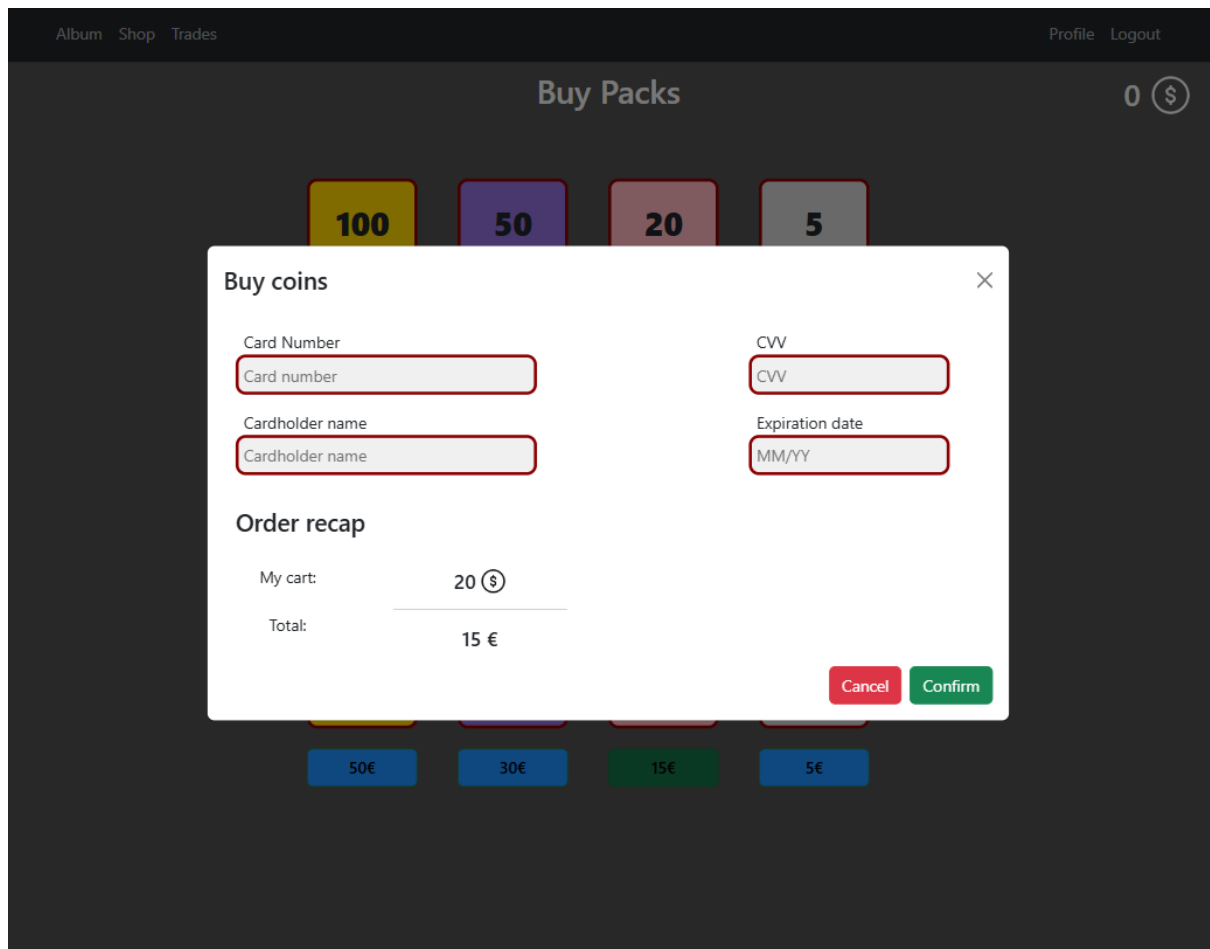 Album Shop Trades Profile Logout
Buy Packs
0 $
100 50 20 5
Buy coins
Card Number CVV
Card number CVV
Cardholder name Expiration date
Cardholder name MM/YY
Order recap
My cart: 20 $
Total: 15 €
Cancel Confirm
50€ 30€ 15€ 5€